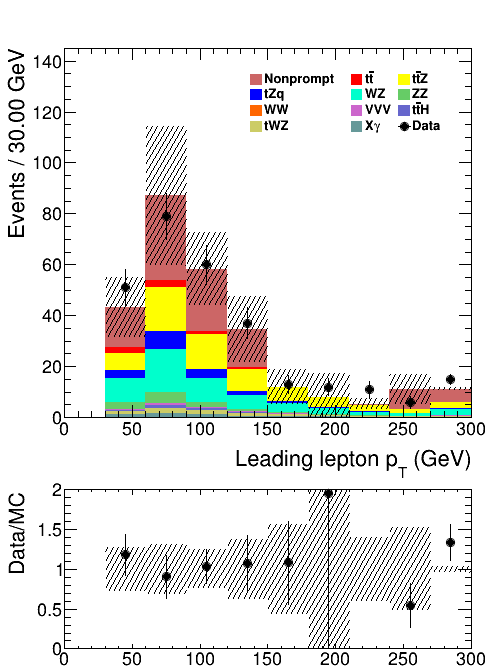 Events / 30.00 GeV
140
120
100
80
60
40
20
0
Nonprompt tt̄ tt̄Z
tZq WZ ZZ
WW VVV tt̄H
tWZ Xγ Data
0 50 100 150 200 250 300
Leading lepton p_T (GeV)
Data/MC
2
1.5
1
0.5
0
0 50 100 150 200 250 300